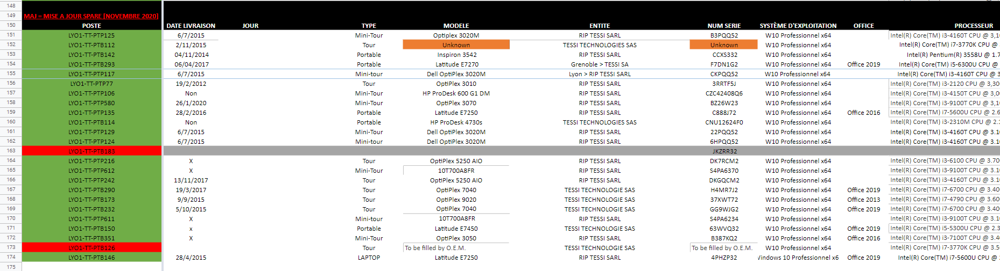 148
149 MAJ = MISE A JOUR SPARE [NOVEMBRE 2020]
150 POSTE DATE LIVRAISON JOUR TYPE MODELE ENTITE NUM SERIE SYSTÈME D'EXPLOITATION OFFICE PROCESSEUR
151 LYO1-TT-PTP125 6/7/2015 Mini-Tour Optiplex 3020M RIP TESSI SARL B3PQQ52 W10 Professionnel x64 Intel(R) Core(TM) i3-4160T CPU @ 3,10
152 LYO1-TT-PTB112 2/11/2015 Tour Unknown TESSI TECHNOLOGIES SAS Unknown W10 Professionnel x64 Intel(R) Core(TM) i7-3770K CPU @
153 LYO1-TT-PTB142 04/11/2014 Portable Inspiron 3542 RIP TESSI SARL CCXS332 W10 Professionnel x64 Intel(R) Pentium(R) 3558U @ 1.7
154 LYO1-TT-PTB293 06/04/2017 Portable Latitude E7270 Grenoble > TESSI SA F7DN1G2 W10 Professionnel x64 Office 2019 Intel(R) Core(TM) i5-6300U CPU @
155 LYO1-TT-PTP117 6/7/2015 Mini-tour Dell OptiPlex 3020M Lyon > RIP TESSI SARL CKPQQ52 W10 Professionnel x64 Intel(R) Core(TM) i3-4160T CPU @ 3
156 LYO1-TT-PTP77 19/2/2012 Tour OptiPlex 3010 RIP TESSI SARL 3RRTF5J W10 Professionnel x64 Intel(R) Core(TM) i3-2120 CPU @ 3,30
157 LYO1-TT-PTP106 Non Mini-Tour HP ProDesk 600 G1 DM RIP TESSI SARL CZC42408Q6 W10 Professionnel x64 Intel(R) Core(TM) i3-4150T CPU @ 3,0
158 LYO1-TT-PTP580 26/1/2020 Mini-Tour OptiPlex 3070 RIP TESSI SARL BZ26W23 W10 Professionnel x64 Intel(R) Core(TM) i3-9100T CPU @ 3,1
159 LYO1-TT-PTP135 28/2/2016 Portable Latitude E7250 RIP TESSI SARL C888J72 W10 Professionnel x64 Office 2016 Intel(R) Core(TM) i7-5600U CPU @ 2.6
160 LYO1-TT-PTB114 Non Portable HP ProDesk 4730s TESSI TECHNOLOGIES SAS CNU12624F0 W10 Professionnel x64 Intel(R) Core(TM) i3-2310M CPU @ 2.1
161 LYO1-TT-PTP129 6/7/2015 Mini-Tour Dell OptiPlex 3020M RIP TESSI SARL 22PQQ52 W10 Professionnel x64 Intel(R) Core(TM) i3-4160T CPU @ 3.10
162 LYO1-TT-PTP124 6/7/2015 Mini-tour Dell OptiPlex 3020M RIP TESSI SARL 6HPQQ52 W10 Professionnel x64 Intel(R) Core(TM) i3-4160T CPU @ 3.10
163 LYO1-TT-PTB183 JKZRR32
164 LYO1-TT-PTP216 X Tour OptiPlex 5250 AIO RIP TESSI SARL DK7RCM2 W10 Professionnel x64 Intel(R) Core(TM) i3-6100 CPU @ 3.70
165 LYO1-TT-PTP612 X Mini-Tour 10T700A8FR RIP TESSI SARL S4PA6370 W10 Professionnel x64 Intel(R) Core(TM) i3-9100T CPU @ 3.10
166 LYO1-TT-PTP242 13/11/2017 Tour OptiPlex 5250 AIO RIP TESSI SARL DKGQCM2 W10 Professionnel x64 Intel(R) Core(TM) i3-4160T CPU @ 3.10
167 LYO1-TT-PTB290 19/3/2017 Tour OptiPlex 7040 TESSI TECHNOLOGIE SAS H4MR7J2 W10 Professionnel x64 Office 2019 Intel(R) Core(TM) i7-6700 CPU @ 3.40
168 LYO1-TT-PTB173 9/9/2015 Tour OptiPlex 9020 TESSI TECHNOLOGIE SAS 37XWT72 W10 Professionnel x64 Office 2013 Intel(R) Core(TM) i7-4790 CPU @ 3.60
169 LYO1-TT-PTB232 5/10/2015 Tour OptiPlex 7040 TESSI TECHNOLOGIE SAS GG9WJG2 W10 Professionnel x64 Office 2019 Intel(R) Core(TM) i7-6700 CPU @ 3.40
170 LYO1-TT-PTP611 X Mini-tour 10T700A8FR RIP TESSI SARL S4PA6234 W10 Professionnel x64 Intel(R) Core(TM) i3-9100T CPU @ 3.10
171 LYO1-TT-PTB150 x Portable Latitude E7450 TESSI TECHNOLOGIE SAS 63WVQ32 W10 Professionnel x64 Office 2019 Intel(R) Core(TM) i5-5300U CPU @ 2.3
172 LYO1-TT-PTB351 X Mini-Tour OptiPlex 3050 RIP TESSI SARL B387KQ2 W10 Professionnel x64 Office 2016 Intel(R) Core(TM) i3-7100T CPU @ 3.4
173 LYO1-TT-PTB126 Tour To be filled by O.E.M. TESSI TECHNOLOGIE SAS To be filled by O.E.M. W10 Professionnel x64 Intel(R) Core(TM) i7-3770K CPU @ 3.5
174 LYO1-TT-PTB146 28/4/2015 LAPTOP Latitude E7250 RIP TESSI SARL 4PHZP32 Windows 10 Professionnel x6 Office 2019 Intel(R) Core(TM) i7-5600U CPU @
175